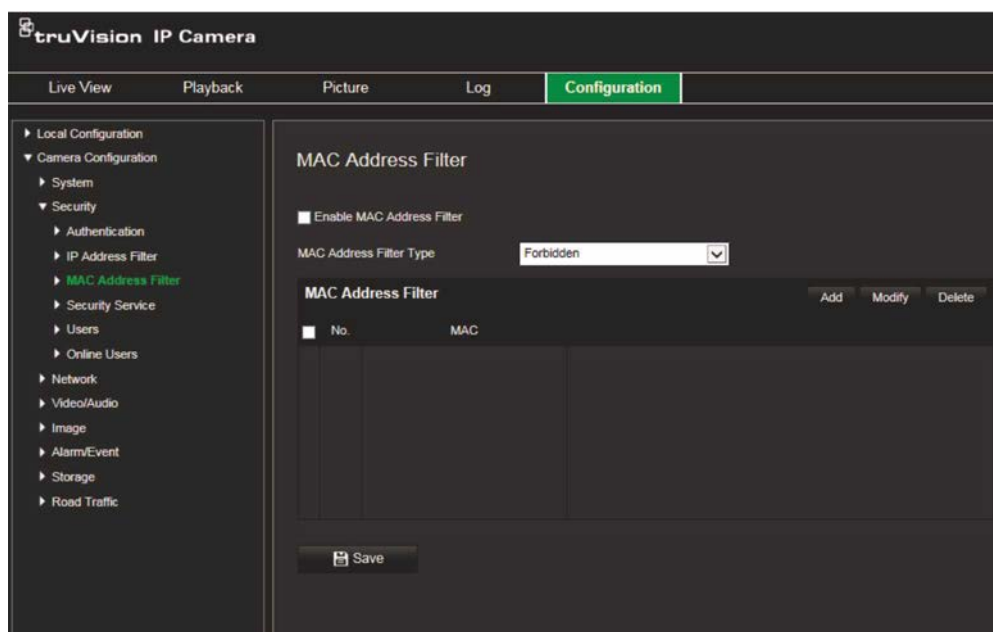 truVision IP Camera
Live View Playback Picture Log Configuration
Local Configuration
Camera Configuration
System
Security
Authentication
IP Address Filter
MAC Address Filter
Security Service
Users
Online Users
Network
Video/Audio
Image
Alarm/Event
Storage
Road Traffic
MAC Address Filter
Enable MAC Address Filter
MAC Address Filter Type Forbidden
MAC Address Filter Add Modify Delete
No. MAC
Save